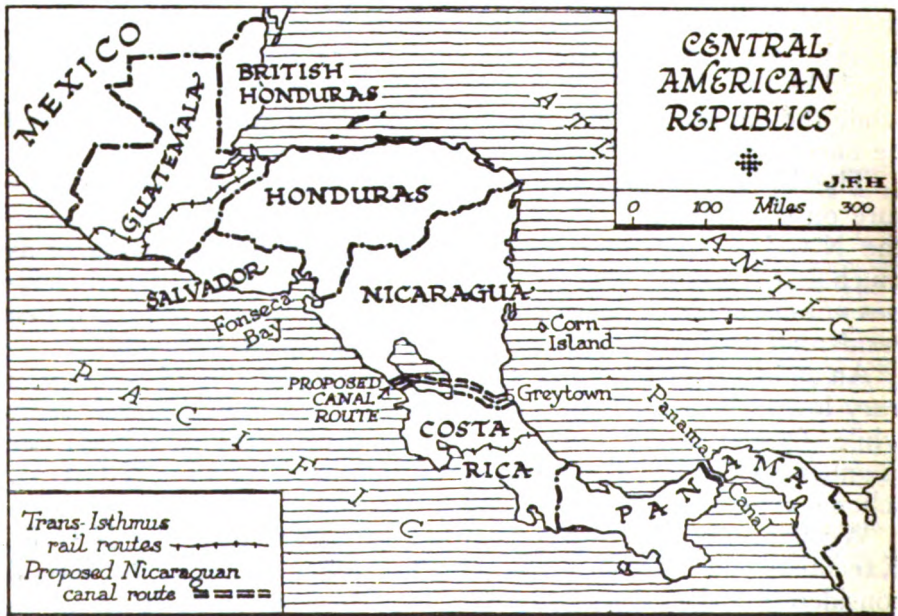 CENTRAL
AMERICAN
REPUBLICS
J.F.H
0 100 Miles 300
MEXICO
GUATEMALA
BRITISH
HONDURAS
ATLANTIC
HONDURAS
SALVADOR
Fonseca
Bay
NICARAGUA
Corn
Island
PROPOSED
CANAL
ROUTE
Greytown
PACIFIC
COSTA
RICA
Panama
Canal
PANAMA
Trans-Isthmus
rail routes
Proposed Nicaraguan
canal route